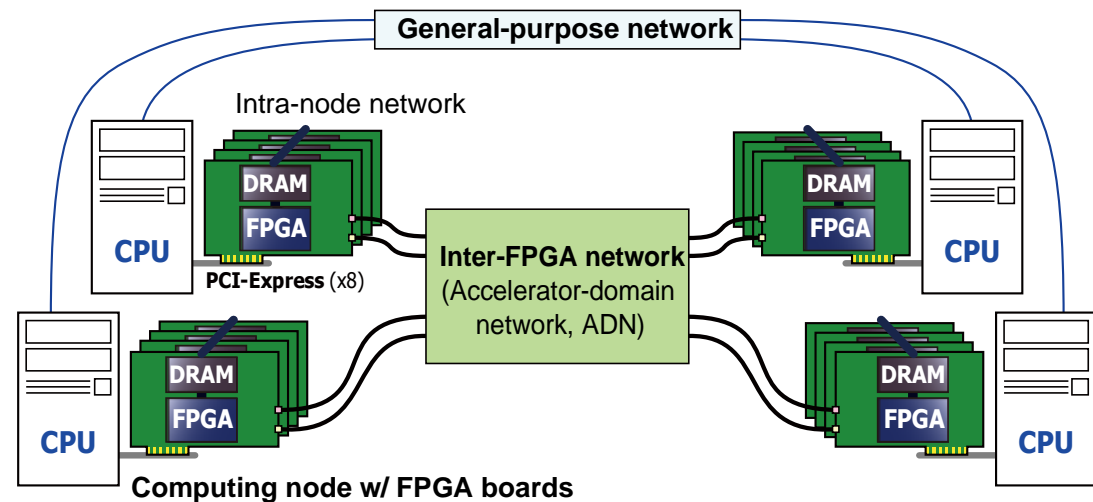 General-purpose network
Intra-node network
DRAM
FPGA
CPU
PCI-Express (x8)
DRAM
FPGA
CPU
Inter-FPGA network
(Accelerator-domain
network, ADN)
DRAM
FPGA
CPU
DRAM
FPGA
CPU
Computing node w/ FPGA boards